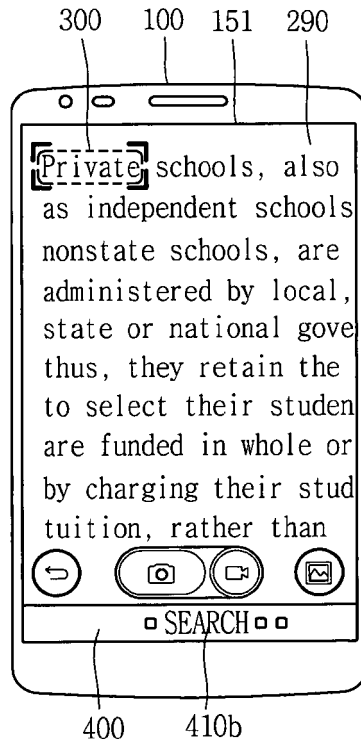 300 100 151 290
Private schools, also
as independent schools
nonstate schools, are
administered by local,
state or national gove
thus, they retain the
to select their studen
are funded in whole or
by charging their stud
tuition, rather than
SEARCH
400 410b